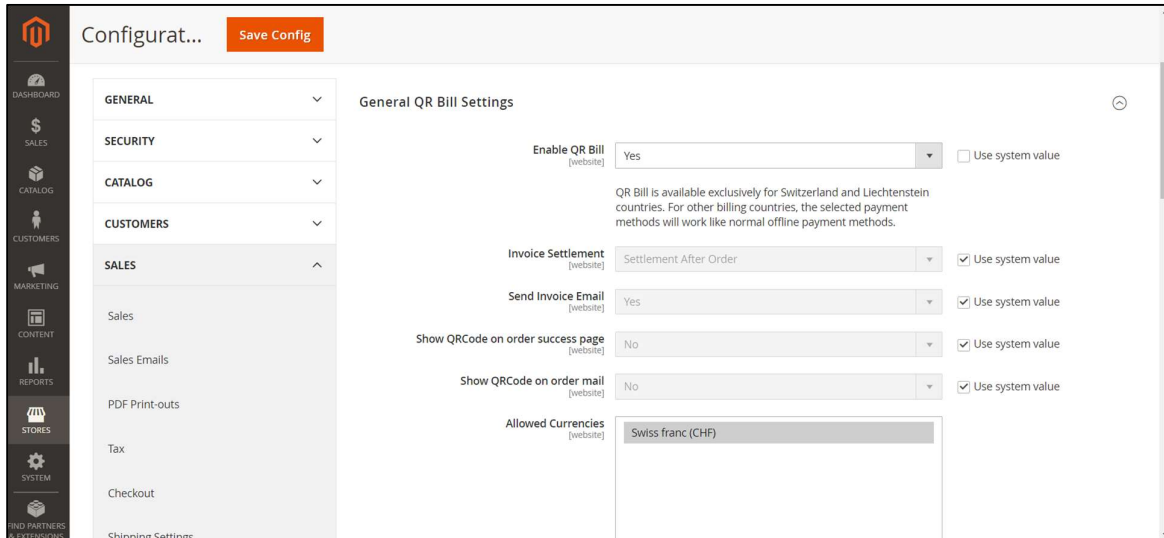 Configurat...
Save Config
DASHBOARD
SALES
CATALOG
CUSTOMERS
MARKETING
CONTENT
REPORTS
STORES
SYSTEM
FIND PARTNERS
& EXTENSIONS
GENERAL
SECURITY
CATALOG
CUSTOMERS
SALES
Sales
Sales Emails
PDF Print-outs
Tax
Checkout
Shipping Settings
General QR Bill Settings
Enable QR Bill
[website]
Yes
Use system value
QR Bill is available exclusively for Switzerland and Liechtenstein
countries. For other billing countries, the selected payment
methods will work like normal offline payment methods.
Invoice Settlement
[website]
Settlement After Order
Use system value
Send Invoice Email
[website]
Yes
Use system value
Show QRCode on order success page
[website]
No
Use system value
Show QRCode on order mail
[website]
No
Use system value
Allowed Currencies
[website]
Swiss franc (CHF)